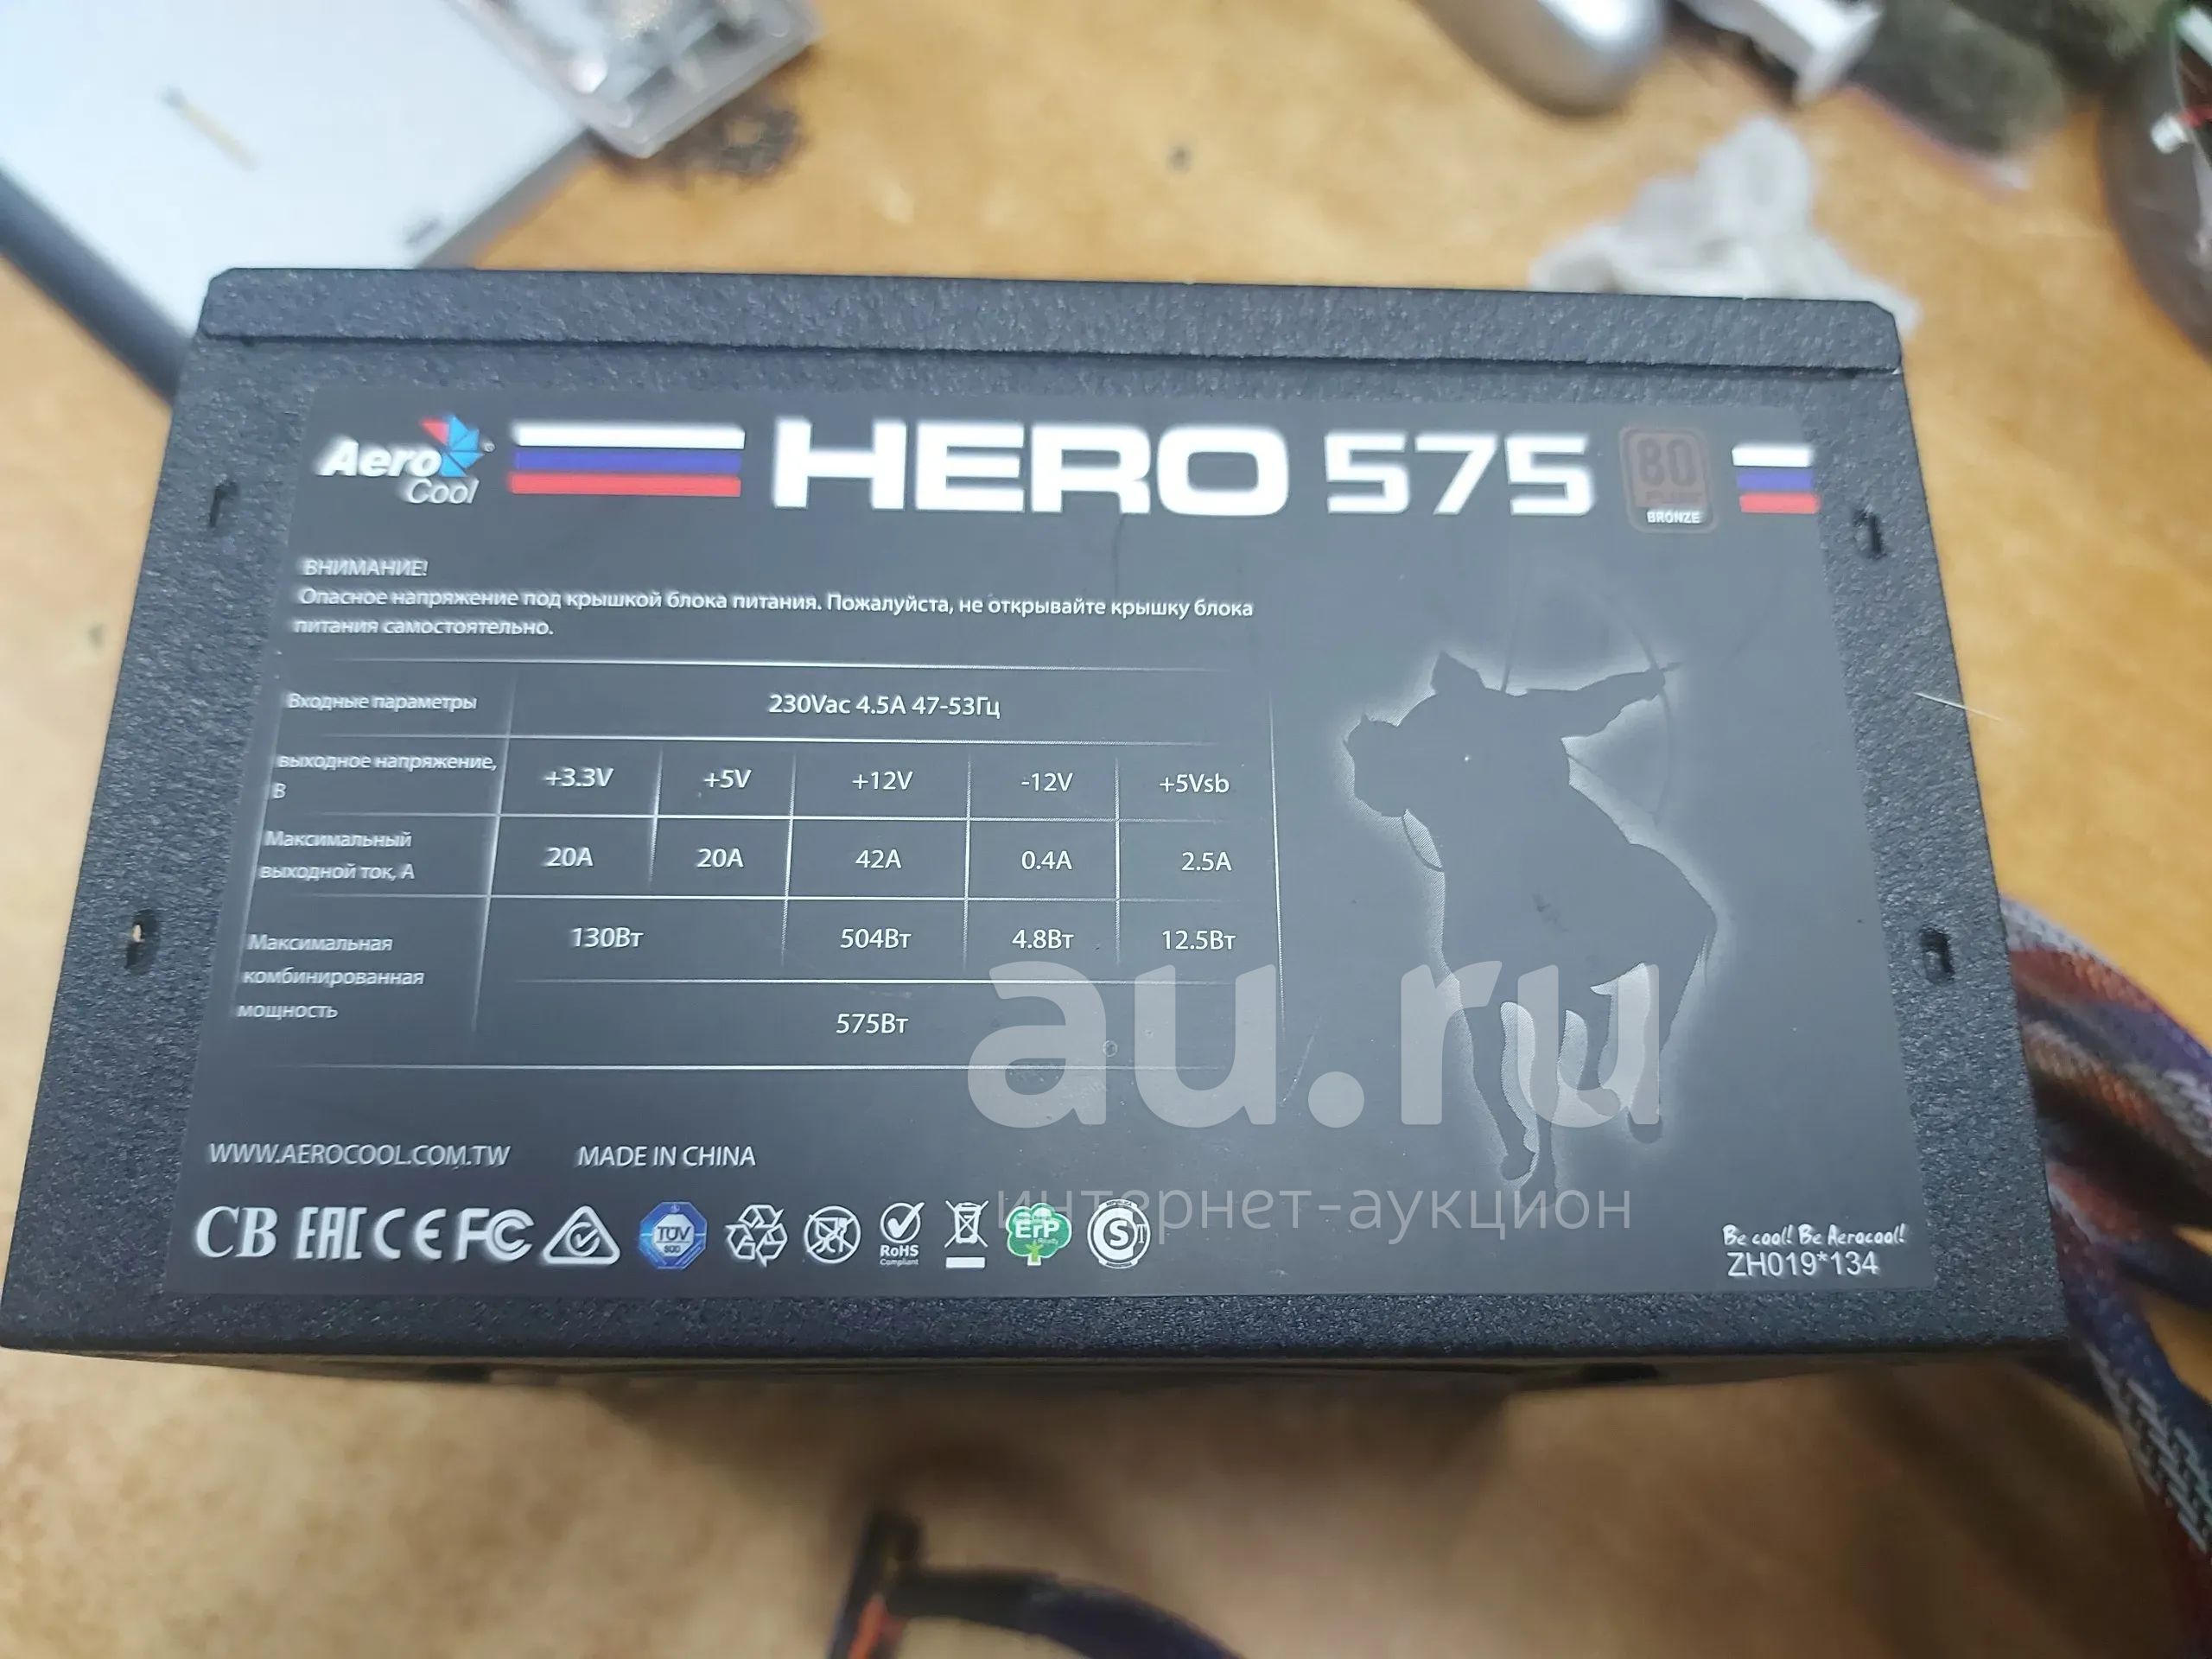 Aero Cool HERO 575 80 PLUS BRONZE
ВНИМАНИЕ!
Опасное напряжение под крышкой блока питания. Пожалуйста, не открывайте крышку блока
питания самостоятельно.
Входные параметры 230Vac 4.5A 47-53Гц
выходное напряжение, В +3.3V +5V +12V -12V +5Vsb
Максимальный выходной ток, А 20A 20A 42A 0.4A 2.5A
Максимальная комбинированная мощность 130Вт 504Вт 4.8Вт 12.5Вт
575Вт
au.ru
интернет-аукцион
WWW.AEROCOOL.COM.TW MADE IN CHINA
CB EAC CE FC TÜV SÜD RoHS Compliant ErP Ready S
Be cool! Be Aerocool!
ZH019*134